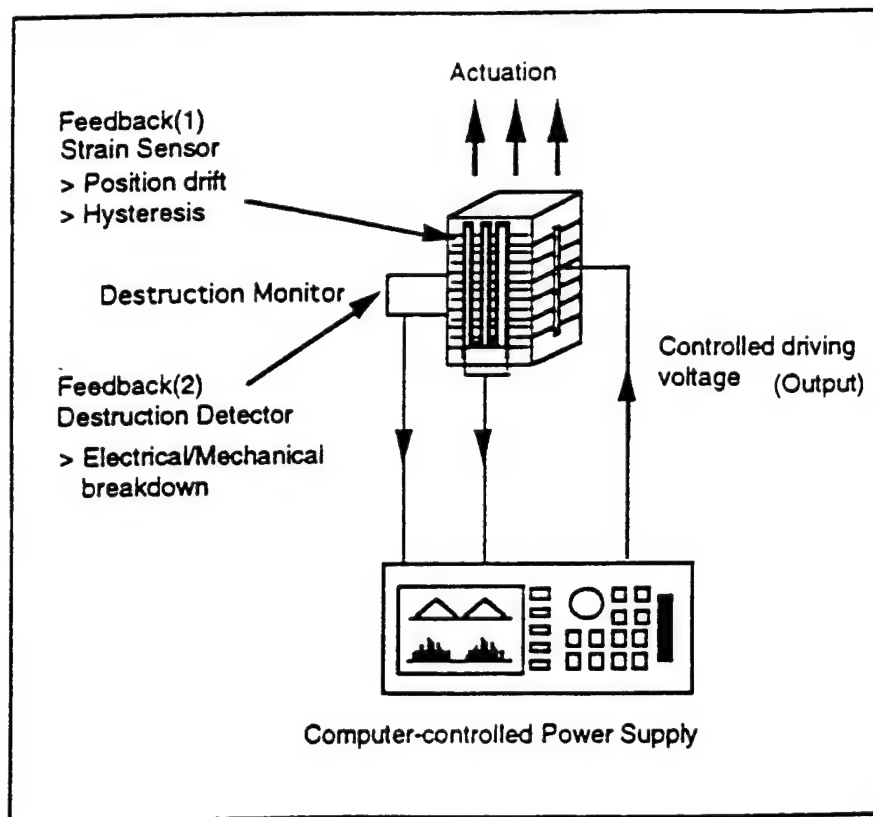 Actuation
Feedback(1)
Strain Sensor
> Position drift
> Hysteresis
Destruction Monitor
Feedback(2)
Destruction Detector
> Electrical/Mechanical
breakdown
Controlled driving
voltage (Output)
Computer-controlled Power Supply